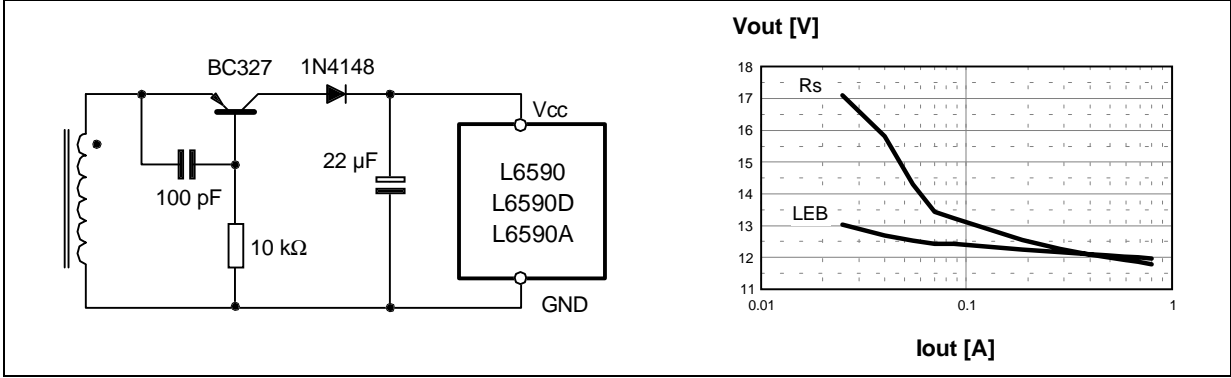 BC327 1N4148
100 pF
10 kΩ
22 µF
Vcc
L6590
L6590D
L6590A
GND
Vout [V]
18
17
16
15
14
13
12
11
Rs
LEB
0.01 0.1 1
Iout [A]